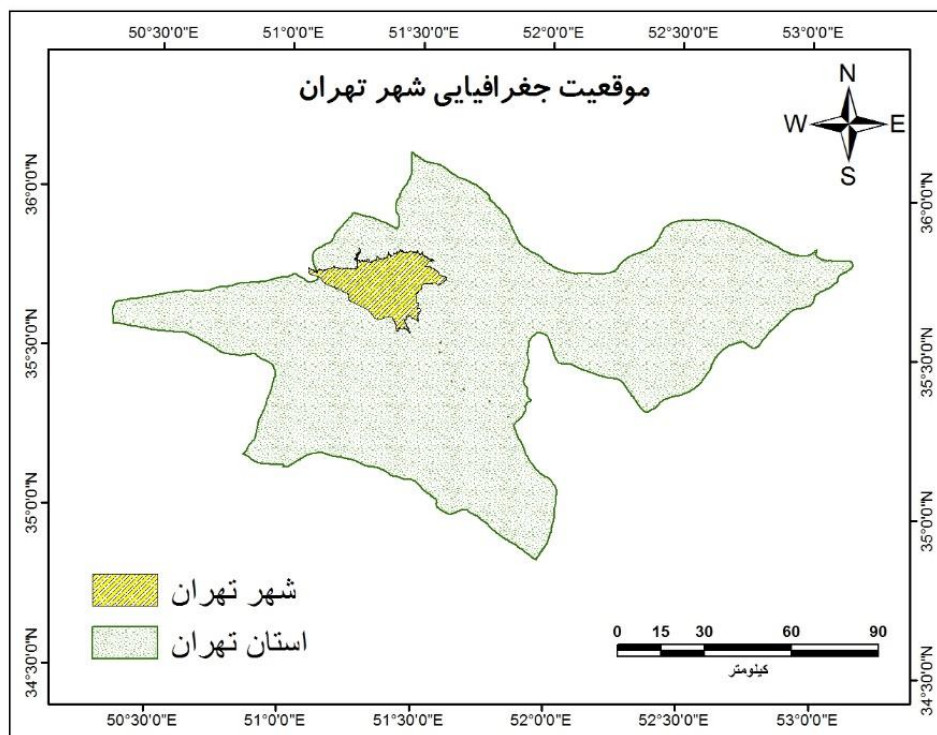 50°30'0"E 51°0'0"E 51°30'0"E 52°0'0"E 52°30'0"E 53°0'0"E
موقعیت جغرافیایی شهر تهران
N
W E
S
36°0'0"N 36°0'0"N
35°30'0"N 35°30'0"N
35°0'0"N 35°0'0"N
شهر تهران
استان تهران
0 15 30 60 90
کیلومتر
34°30'0"N 34°30'0"N
50°30'0"E 51°0'0"E 51°30'0"E 52°0'0"E 52°30'0"E 53°0'0"E